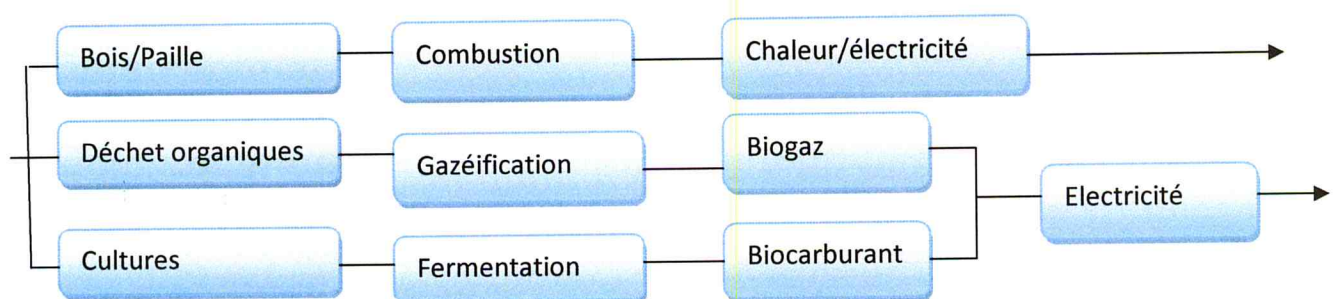 Bois/Paille
Combustion
Chaleur/électricité
Déchet organiques
Gazéification
Biogaz
Electricité
Cultures
Fermentation
Biocarburant